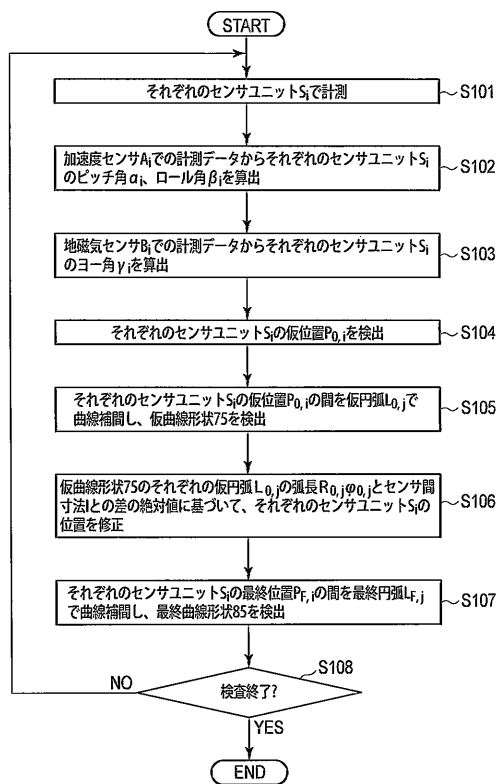 START
それぞれのセンサユニットSiで計測
S101
加速度センサAiでの計測データからそれぞれのセンサユニットSi
のピッチ角αi、ロール角βiを算出
S102
地磁気センサBiでの計測データからそれぞれのセンサユニットSi
のヨー角γiを算出
S103
それぞれのセンサユニットSiの仮位置P0,iを検出
S104
それぞれのセンサユニットSiの仮位置P0,iの間を仮円弧L0,jで
曲線補間し、仮曲線形状75を検出
S105
仮曲線形状75のそれぞれの仮円弧L0,jの弧長R0,jφ0,jとセンサ間
寸法lとの差の絶対値に基づいて、それぞれのセンサユニットSiの
位置を修正
S106
それぞれのセンサユニットSiの最終位置PF,iの間を最終円弧LF,j
で曲線補間し、最終曲線形状85を検出
S107
S108
検査終了?
NO
YES
END